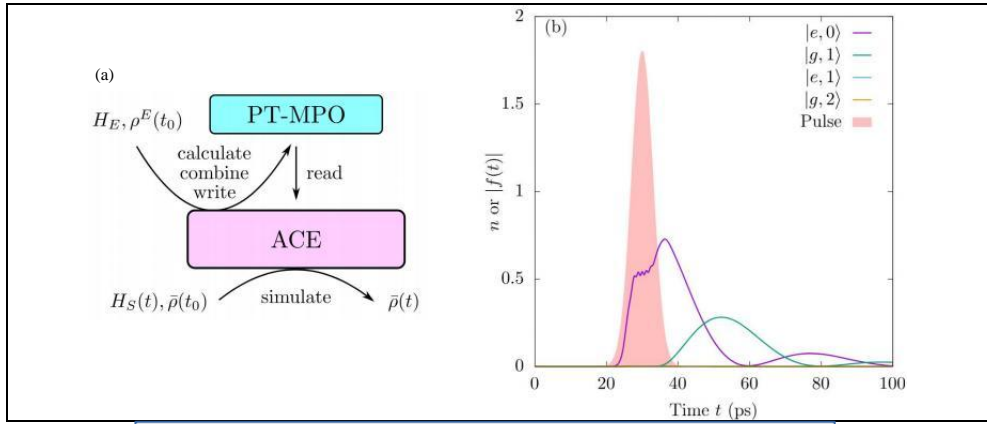 (a)
PT-MPO
H_E, ρ^E(t_0)
calculate
combine
write
read
ACE
H_S(t), ρ̄(t_0)
simulate
ρ̄(t)
(b)
|e, 0⟩
|g, 1⟩
|e, 1⟩
|g, 2⟩
Pulse
n or |f(t)|
2
1.5
1
0.5
0
0 20 40 60 80 100
Time t (ps)